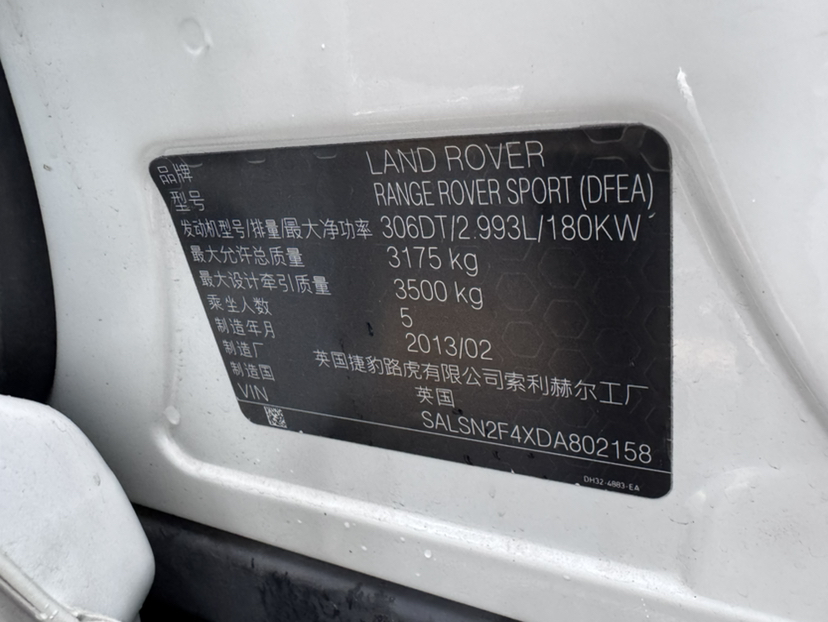 品牌 LAND ROVER
型号 RANGE ROVER SPORT (DFEA)
发动机型号/排量/最大净功率 306DT/2.993L/180KW
最大允许总质量 3175 kg
最大设计牵引质量 3500 kg
乘坐人数 5
制造年月 2013/02
制造厂 英国捷豹路虎有限公司索利赫尔工厂
制造国 英国
VIN SALSN2F4XDA802158
DH32-4883-EA